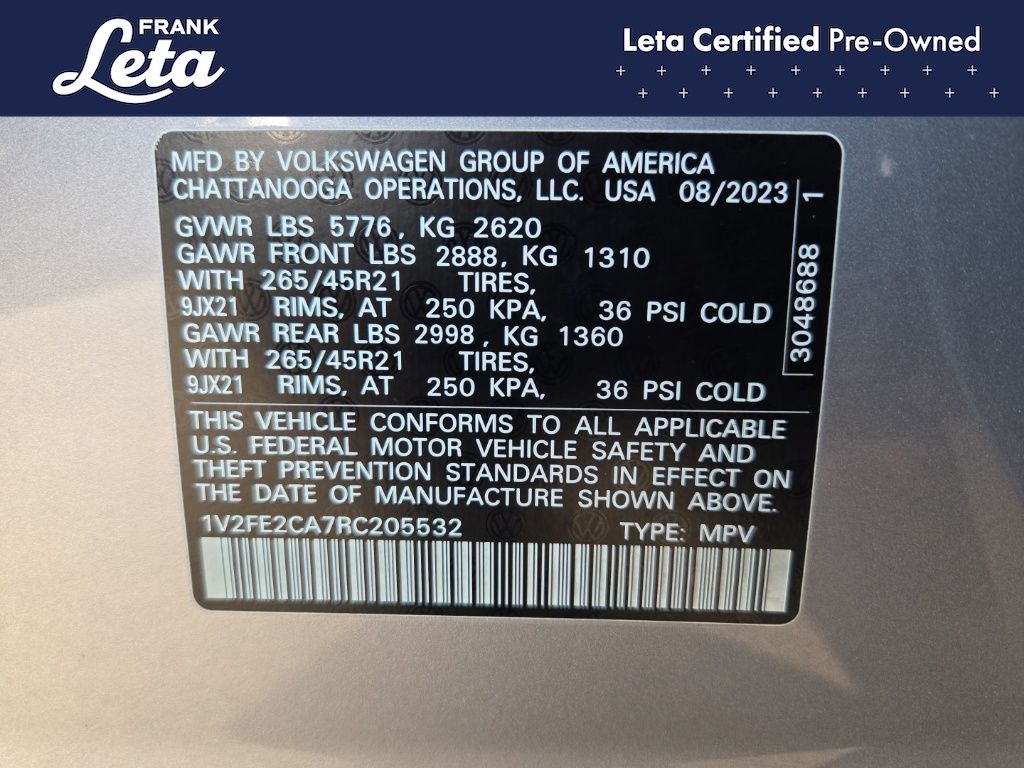 FRANK
Leta
Leta Certified Pre-Owned
MFD BY VOLKSWAGEN GROUP OF AMERICA
CHATTANOOGA OPERATIONS, LLC. USA 08/2023
GVWR LBS 5776, KG 2620
GAWR FRONT LBS 2888, KG 1310
WITH 265/45R21 TIRES,
9JX21 RIMS, AT 250 KPA, 36 PSI COLD
GAWR REAR LBS 2998, KG 1360
WITH 265/45R21 TIRES,
9JX21 RIMS, AT 250 KPA, 36 PSI COLD
3048688 1
THIS VEHICLE CONFORMS TO ALL APPLICABLE
U.S. FEDERAL MOTOR VEHICLE SAFETY AND
THEFT PREVENTION STANDARDS IN EFFECT ON
THE DATE OF MANUFACTURE SHOWN ABOVE.
1V2FE2CA7RC205532 TYPE: MPV